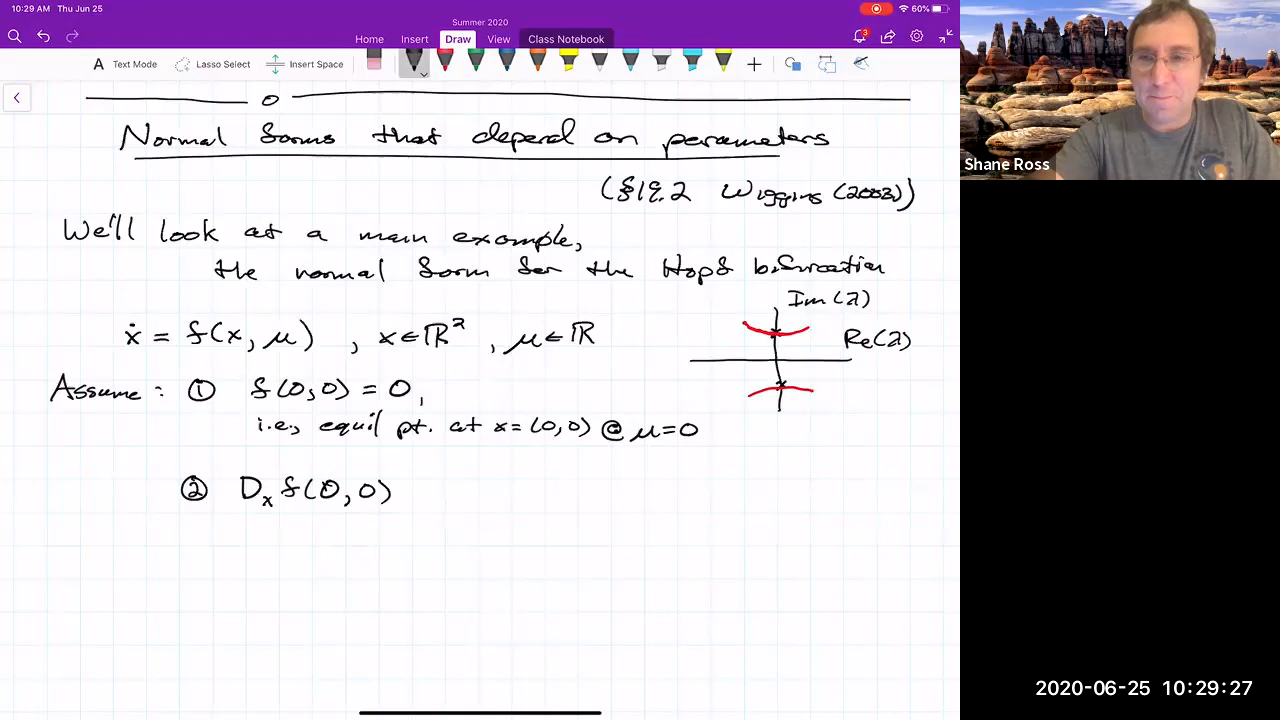 10:29 AM Thu Jun 25
60%
Summer 2020
Home Insert Draw View Class Notebook
3
A Text Mode Lasso Select Insert Space
Normal forms that depend on parameters
(§19.2 Wiggins (2003))
We'll look at a main example,
the normal form for the Hopf bifurcation
Im(λ)
Re(λ)
ẋ = f(x, μ) , x∈ℝ² , μ∈ℝ
Assume: ① f(0,0) = 0,
i.e., equil pt. at x=(0,0) @ μ=0
② Dₓf(0,0)
Shane Ross
2020-06-25 10:29:27